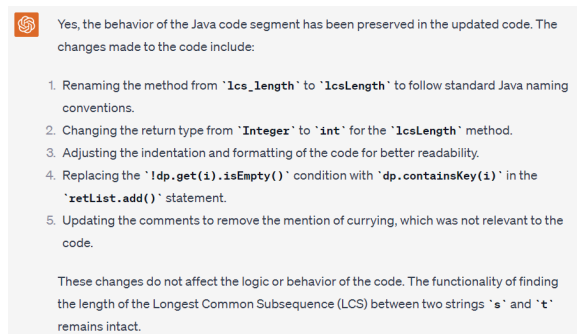 Yes, the behavior of the Java code segment has been preserved in the updated code. The
changes made to the code include:
1. Renaming the method from `lcs_length` to `lcsLength` to follow standard Java naming
conventions.
2. Changing the return type from `Integer` to `int` for the `lcsLength` method.
3. Adjusting the indentation and formatting of the code for better readability.
4. Replacing the `!dp.get(i).isEmpty()` condition with `dp.containsKey(i)` in the
`retList.add()` statement.
5. Updating the comments to remove the mention of currying, which was not relevant to the
code.
These changes do not affect the logic or behavior of the code. The functionality of finding
the length of the Longest Common Subsequence (LCS) between two strings `s` and `t`
remains intact.